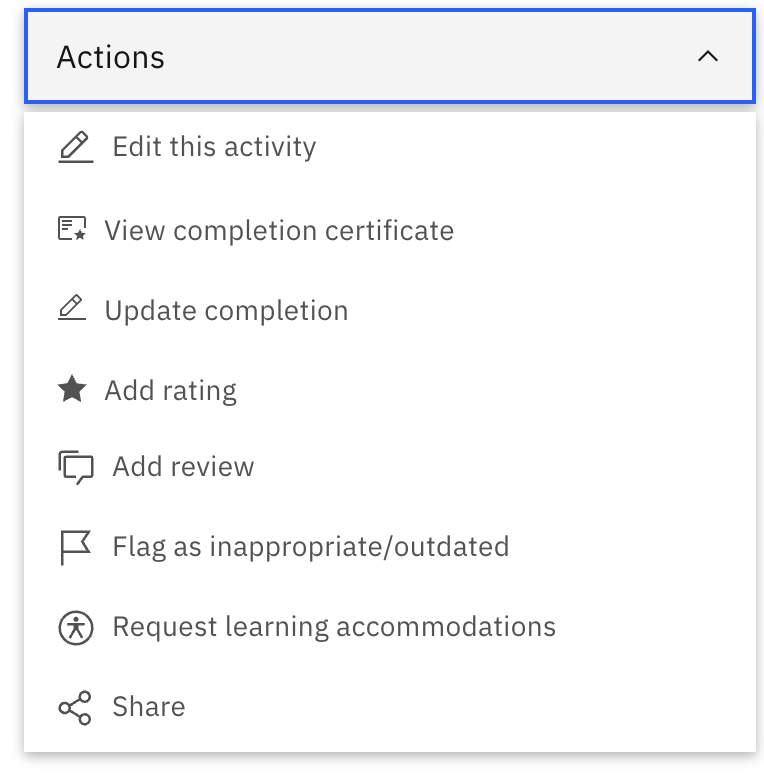 Actions
Edit this activity
View completion certificate
Update completion
Add rating
Add review
Flag as inappropriate/outdated
Request learning accommodations
Share